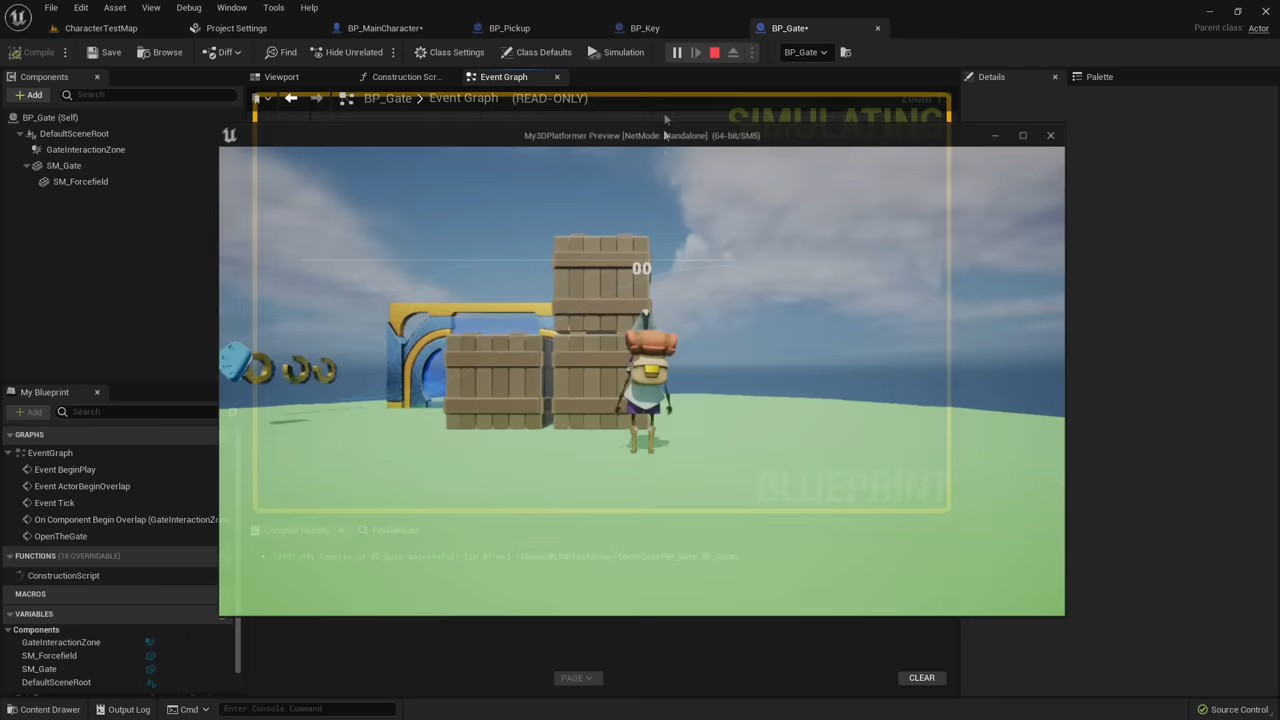 File Edit Asset View Debug Window Tools Help
CharacterTestMap Project Settings BP_MainCharacter* BP_Pickup BP_Key BP_Gate* Parent class: Actor
Compile Save Browse Diff Find Hide Unrelated Class Settings Class Defaults Simulation BP_Gate
Components Viewport Construction Scr... Event Graph Details Palette
Add Search BP_Gate > Event Graph (READ-ONLY)
BP_Gate (Self)
SIMULATING
DefaultSceneRoot
My3DPlatformer Preview [NetMode: Standalone] (64-bit/SM5)
GateInteractionZone
SM_Gate
SM_Forcefield
00
My Blueprint
Add Search
GRAPHS
EventGraph
Event BeginPlay
Event ActorBeginOverlap
BLUEPRINT
Event Tick
On Component Begin Overlap (GateInteractionZo
Compiler Results Find Results
OpenTheGate
FUNCTIONS (18 OVERRIDABLE)
ConstructionScript
MACROS
VARIABLES
Components
GateInteractionZone
SM_Forcefield
SM_Gate
DefaultSceneRoot
PAGE CLEAR
Content Drawer Output Log Cmd Enter Console Command Source Control